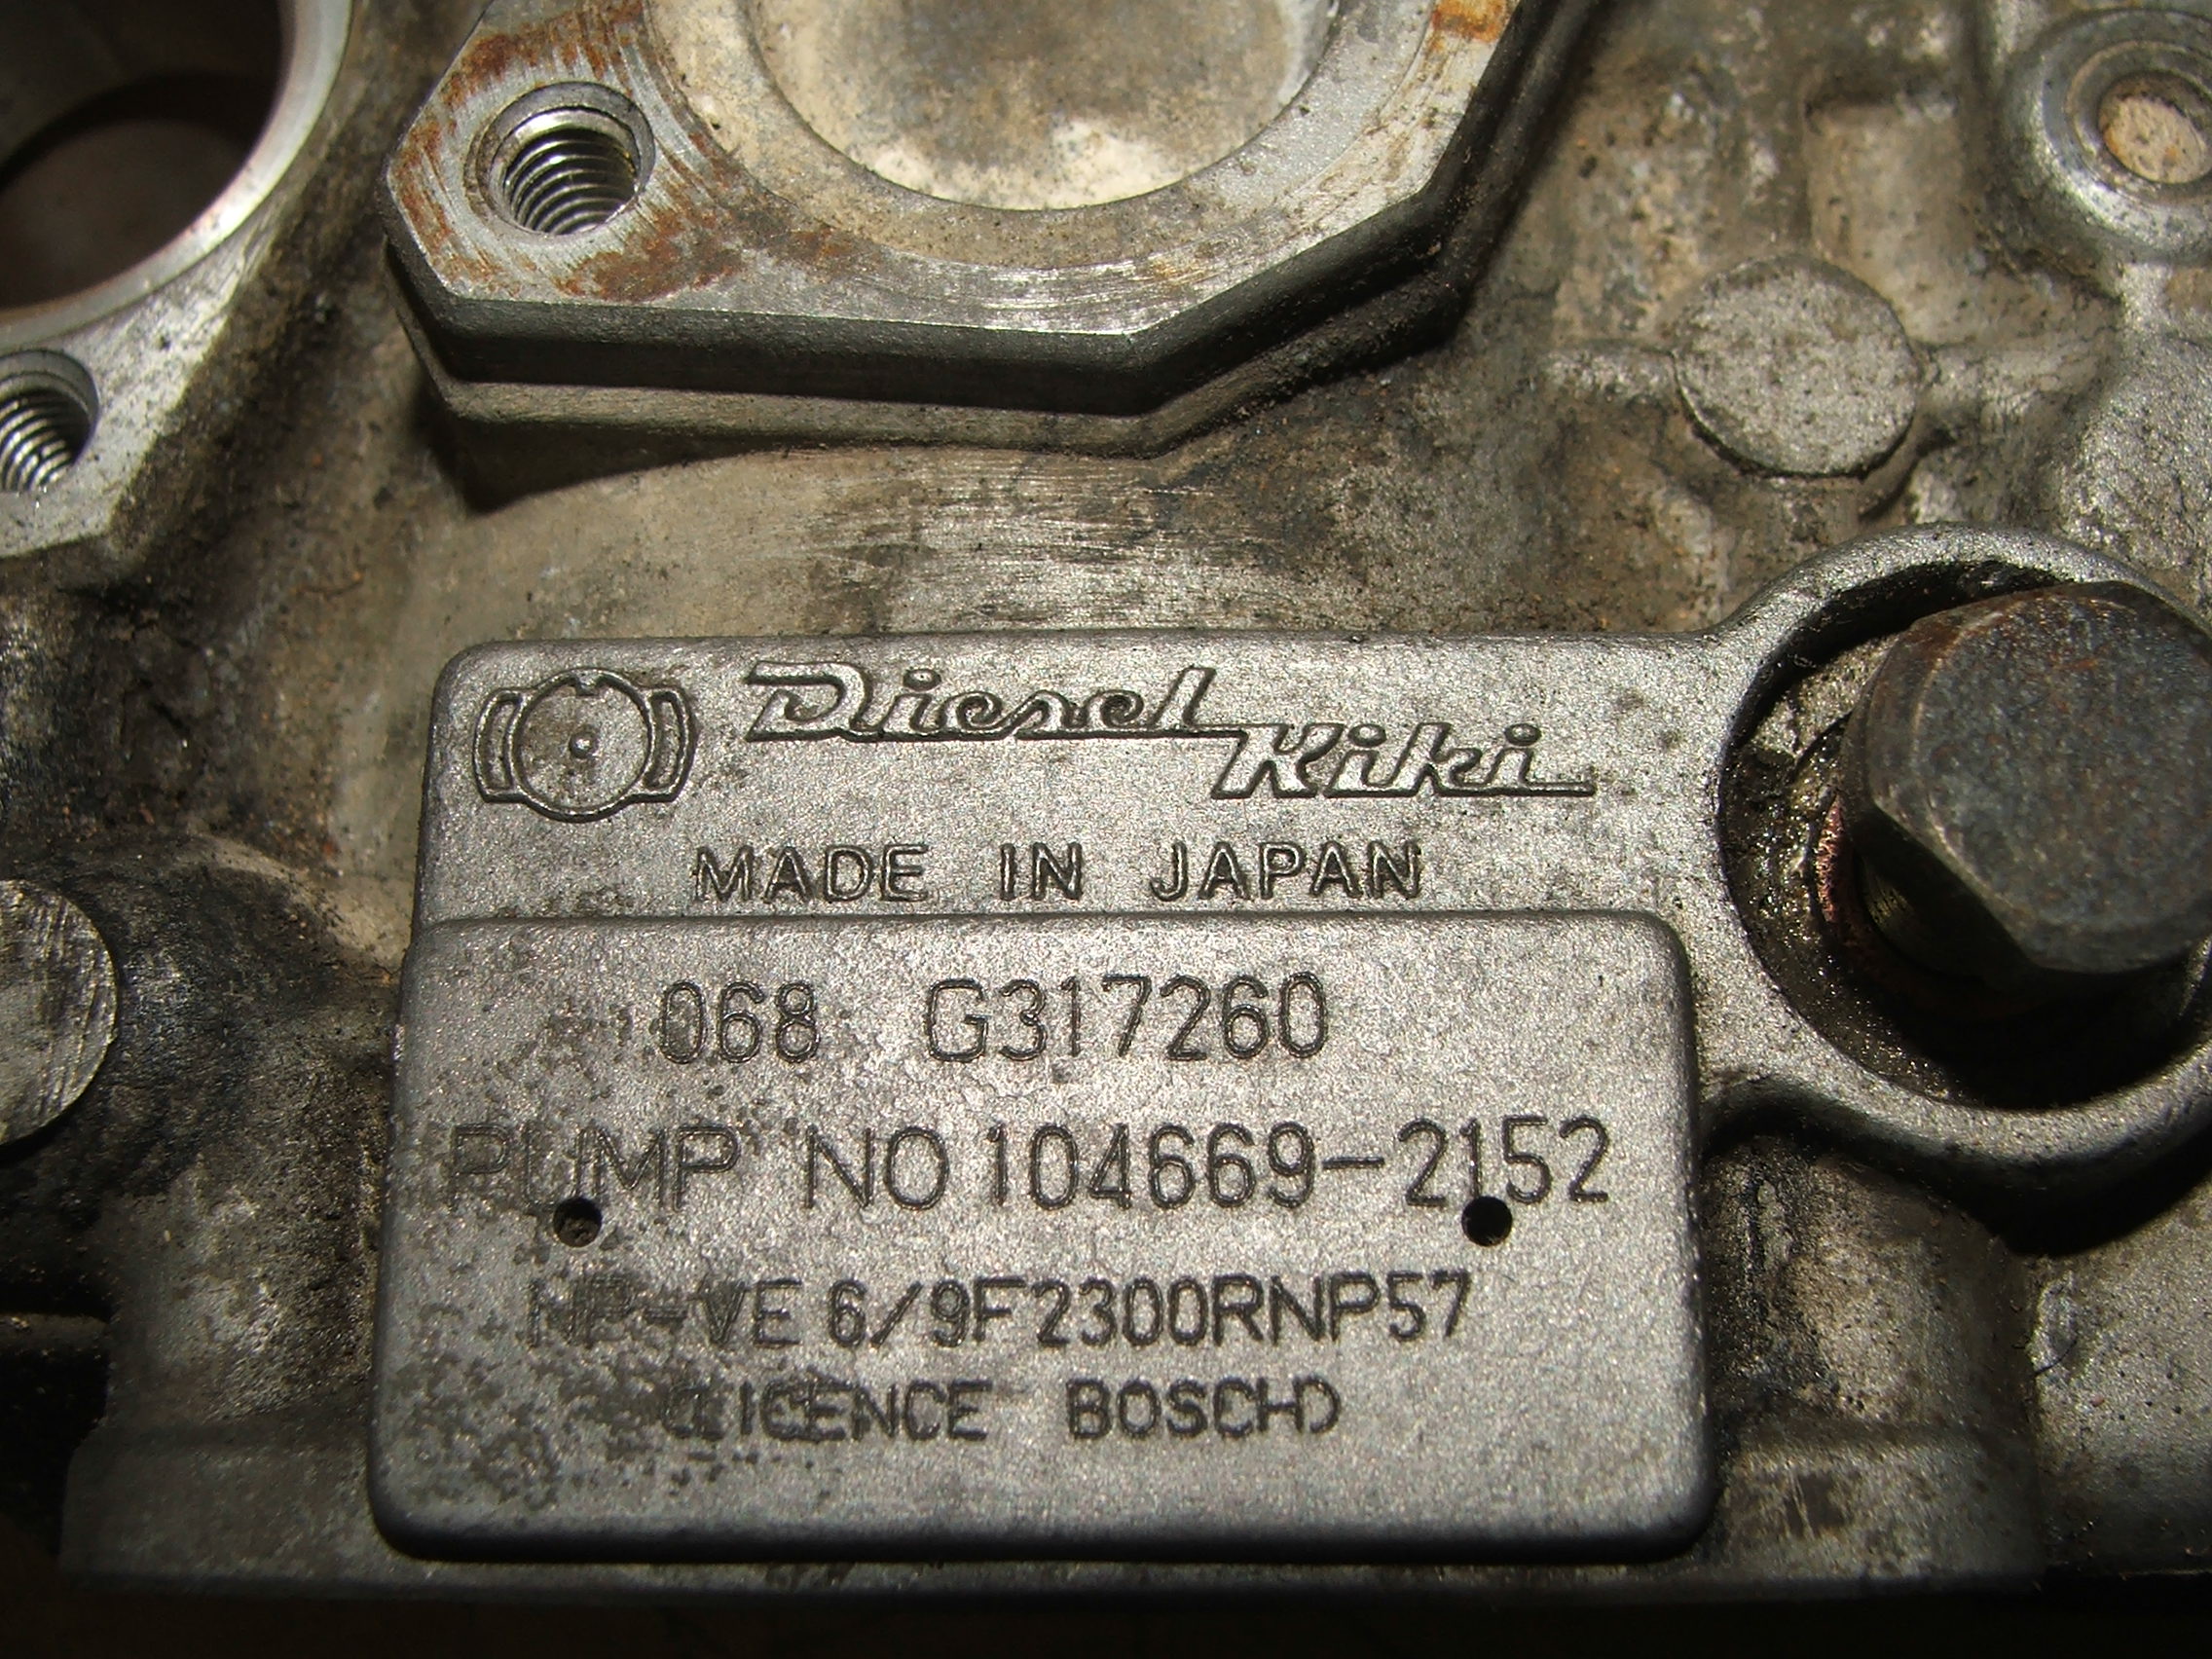 Diesel Kiki
MADE IN JAPAN
068 G317260
PUMP NO 104669-2152
NP-VE 6/9F2300RNP57
(LICENCE BOSCH)